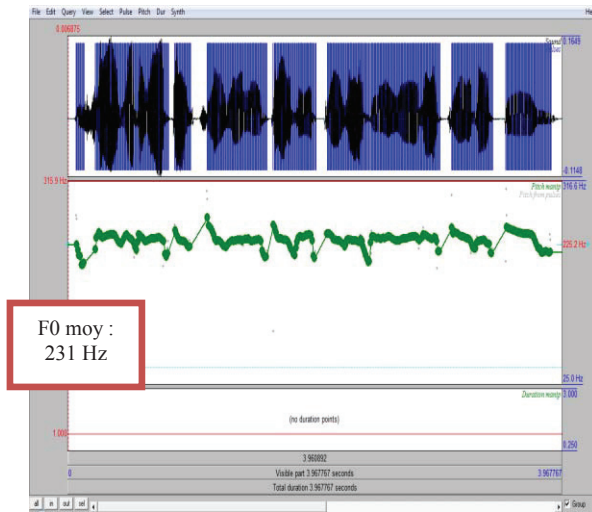 File Edit Query View Select Pulse Pitch Dur Synth
0.006875
Sound 0.1649
-0.1148
315.9 Hz
Pitch manip 316.6 Hz
Pitch from pulses
225.2 Hz
F0 moy :
231 Hz
25.0 Hz
Duration manip 3.000
(no duration points)
1.000
0.250
3.960892
0 Visible part 3.967767 seconds 3.967767
Total duration 3.967767 seconds
all in out sel Group